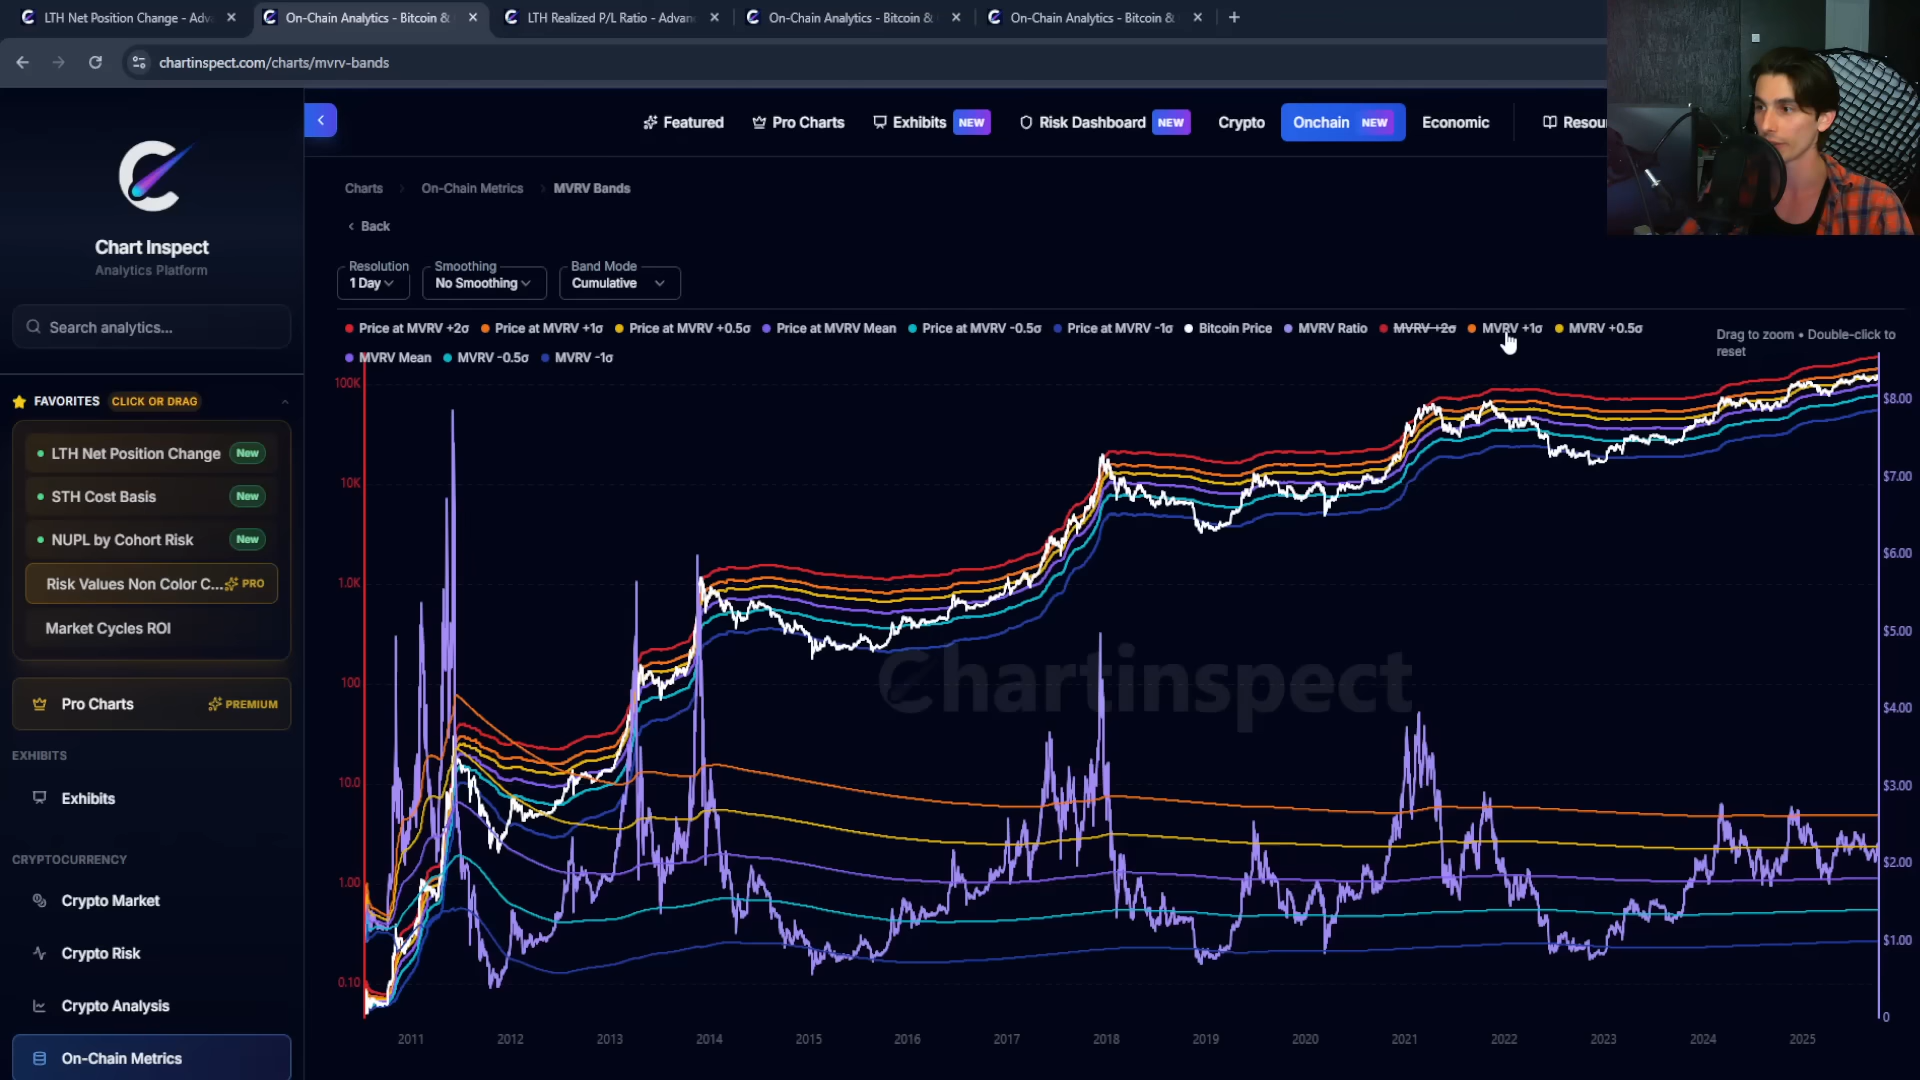 LTH Net Position Change - Adv
On-Chain Analytics - Bitcoin &
LTH Realized P/L Ratio - Advan
On-Chain Analytics - Bitcoin &
On-Chain Analytics - Bitcoin &
chartinspect.com/charts/mvrv-bands
Chart Inspect
Analytics Platform
Search analytics...
FAVORITES CLICK OR DRAG
LTH Net Position Change New
STH Cost Basis New
NUPL by Cohort Risk New
Risk Values Non Color C... PRO
Market Cycles ROI
Pro Charts PREMIUM
EXHIBITS
Exhibits
CRYPTOCURRENCY
Crypto Market
Crypto Risk
Crypto Analysis
On-Chain Metrics
Featured Pro Charts Exhibits NEW Risk Dashboard NEW Crypto Onchain NEW Economic Resou
Charts On-Chain Metrics MVRV Bands
Back
Resolution Smoothing Band Mode
1 Day No Smoothing Cumulative
Price at MVRV +2σ Price at MVRV +1σ Price at MVRV +0.5σ Price at MVRV Mean Price at MVRV -0.5σ Price at MVRV -1σ Bitcoin Price MVRV Ratio MVRV +2σ MVRV +1σ MVRV +0.5σ
MVRV Mean MVRV -0.5σ MVRV -1σ
Drag to zoom • Double-click to
reset
100K
10K
1.0K
100
10.0
1.00
0.10
$8.00
$7.00
$6.00
$5.00
$4.00
$3.00
$2.00
$1.00
0
Chartinspect
2011 2012 2013 2014 2015 2016 2017 2018 2019 2020 2021 2022 2023 2024 2025